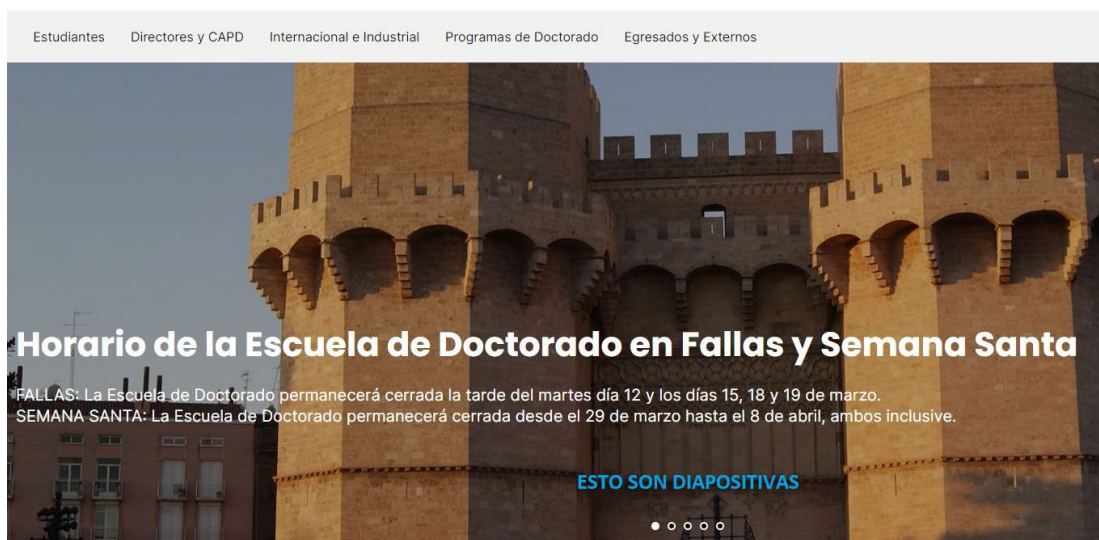 Estudiantes Directores y CAPD Internacional e Industrial Programas de Doctorado Egresados y Externos
Horario de la Escuela de Doctorado en Fallas y Semana Santa
FALLAS: La Escuela de Doctorado permanecerá cerrada la tarde del martes día 12 y los días 15, 18 y 19 de marzo.
SEMANA SANTA: La Escuela de Doctorado permanecerá cerrada desde el 29 de marzo hasta el 8 de abril, ambos inclusive.
ESTO SON DIAPOSITIVAS